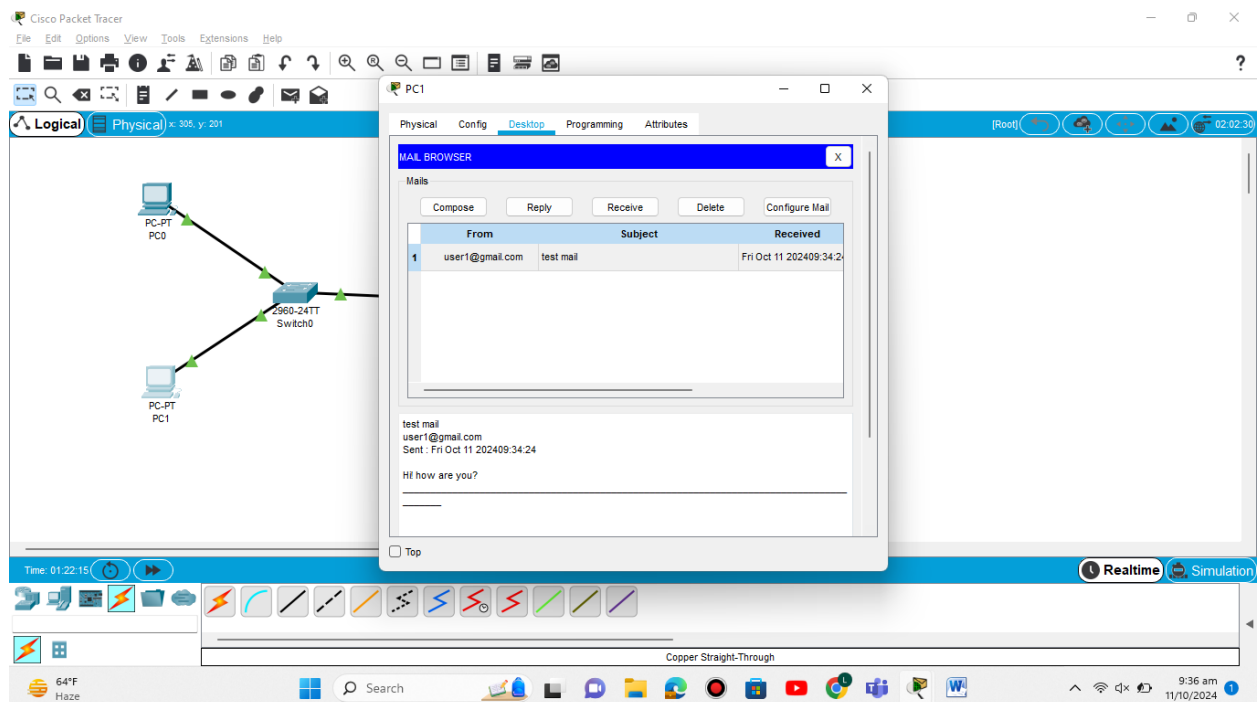 Cisco Packet Tracer
File Edit Options View Tools Extensions Help
?
PC1
Logical Physical x: 305, y: 201
[Root] 02:02:30
Physical Config Desktop Programming Attributes
MAIL BROWSER
X
Mails
Compose Reply Receive Delete Configure Mail
From Subject Received
1 user1@gmail.com test mail Fri Oct 11 202409:34:24
PC-PT
PC0
2960-24TT
Switch0
PC-PT
PC1
test mail
user1@gmail.com
Sent : Fri Oct 11 202409:34:24
Hi! how are you?
Top
Time: 01:22:15
Realtime Simulation
Copper Straight-Through
64°F
Haze
Search
9:36 am
11/10/2024
1